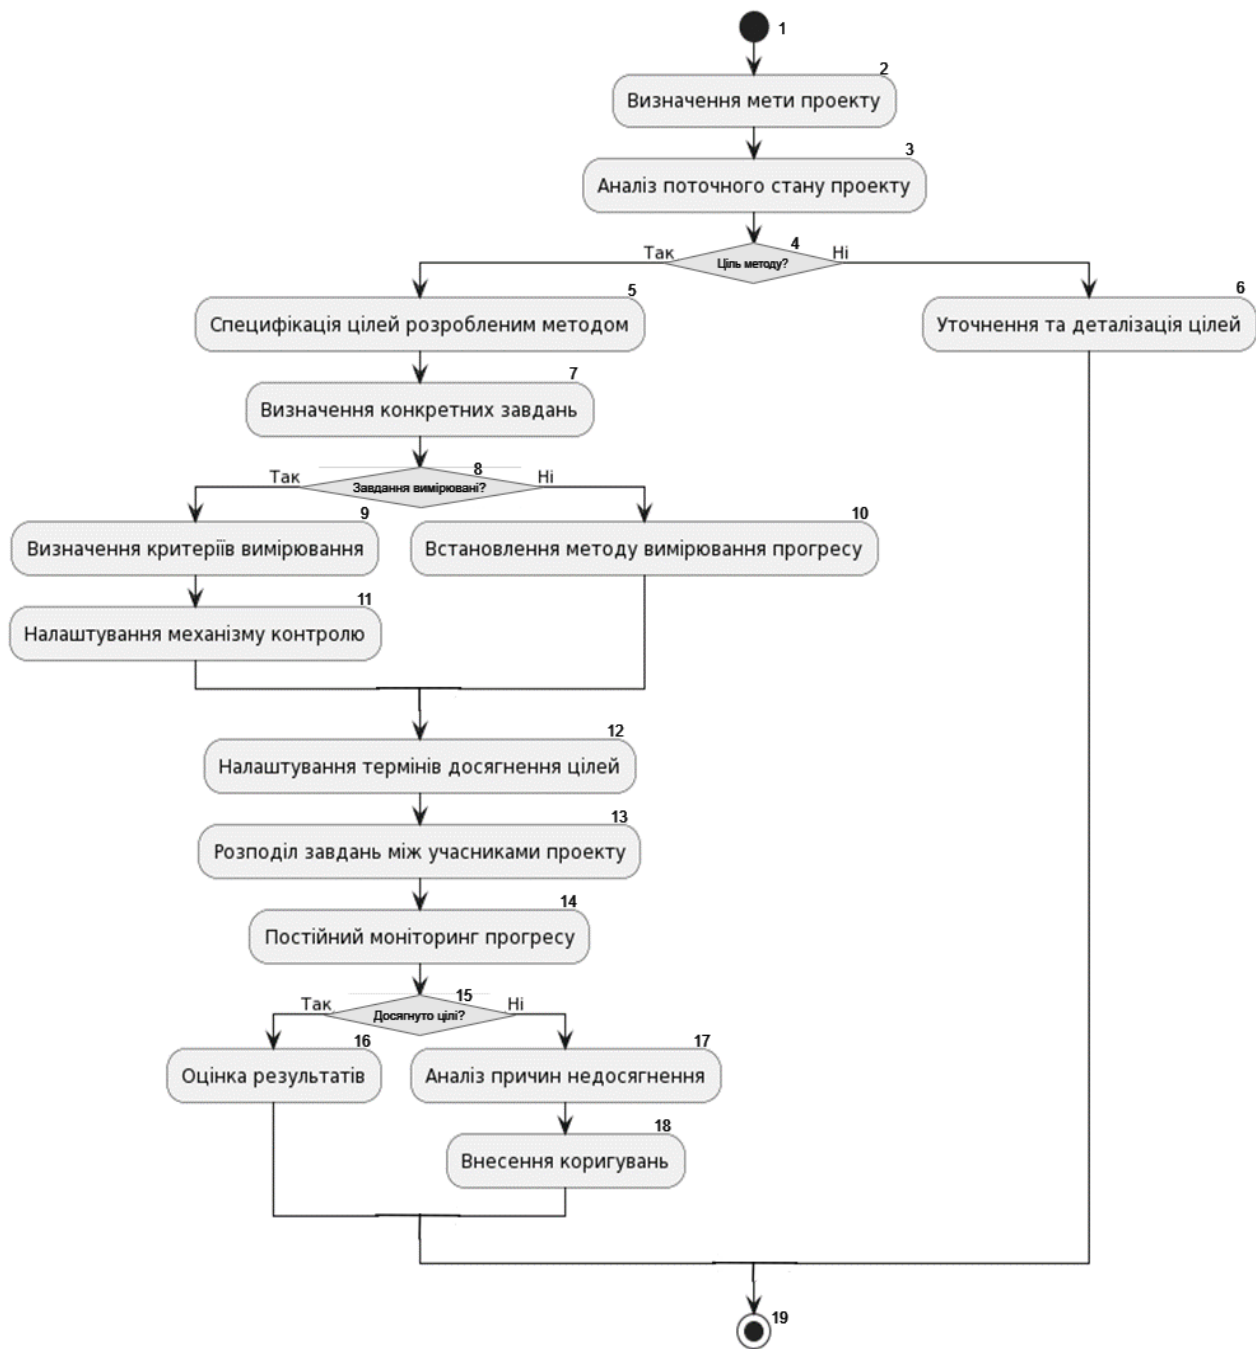 1
2
Визначення мети проекту
3
Аналіз поточного стану проекту
4
Так
Ціль методу?
Ні
5
Специфікація цілей розробленим методом
6
Уточнення та деталізація цілей
7
Визначення конкретних завдань
8
Так
Завдання вимірювані?
Ні
9
Визначення критеріїв вимірювання
10
Встановлення методу вимірювання прогресу
11
Налаштування механізму контролю
12
Налаштування термінів досягнення цілей
13
Розподіл завдань між учасниками проекту
14
Постійний моніторинг прогресу
15
Так
Досягнуто цілі?
Ні
16
Оцінка результатів
17
Аналіз причин недосягнення
18
Внесення коригувань
19